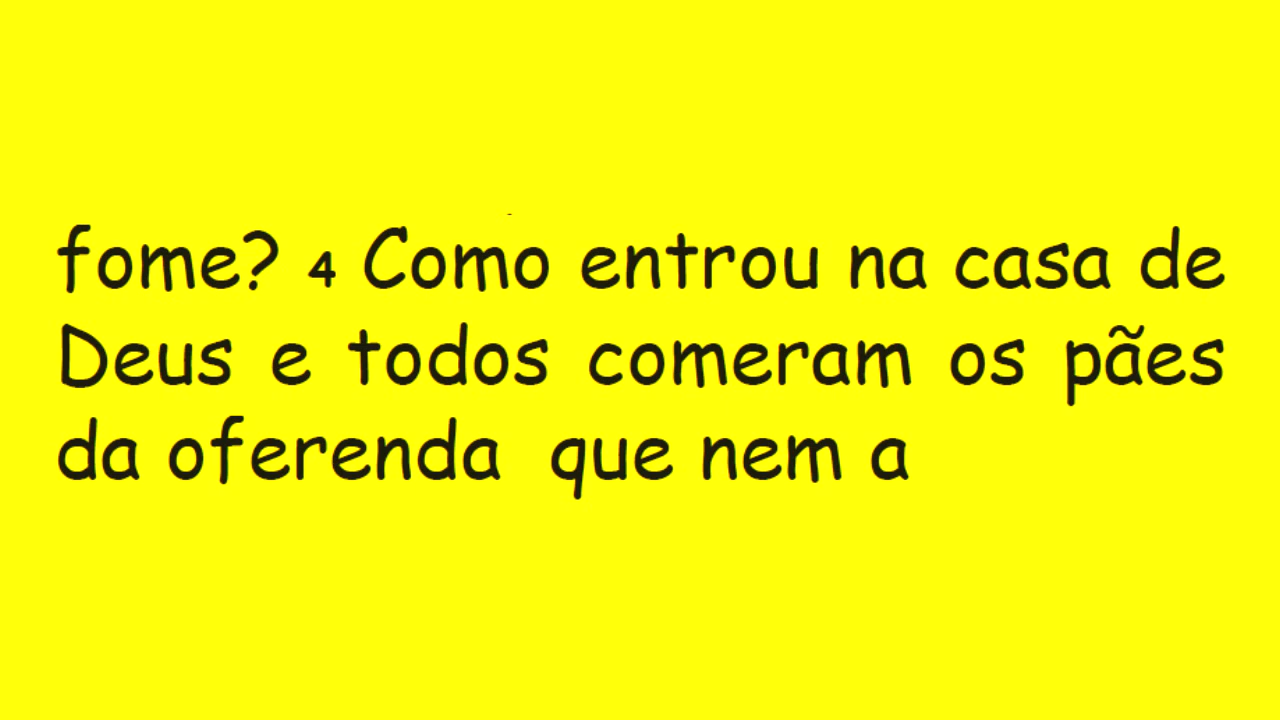 fome? 4 Como entrou na casa de
Deus e todos comeram os pães
da oferenda  que nem a